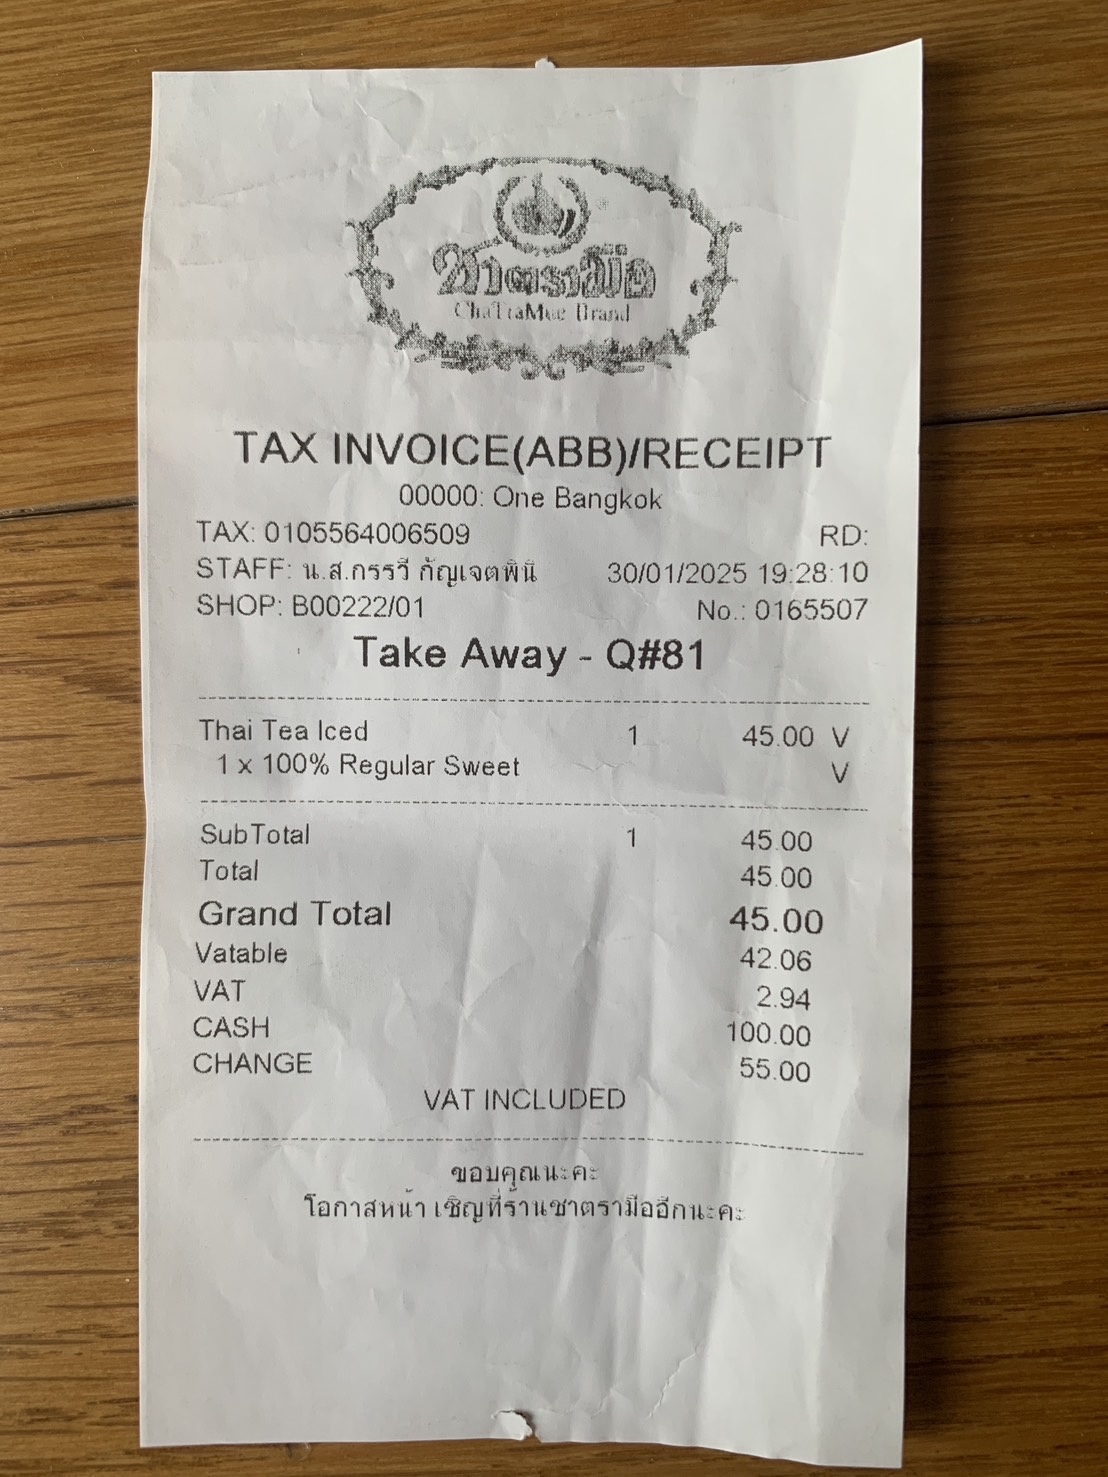 ชาตรามือ
ChaTraMue Brand
TAX INVOICE(ABB)/RECEIPT
00000: One Bangkok
TAX: 0105564006509 RD:
STAFF: น.ส.กรรวี กัญเจตพินิ 30/01/2025 19:28:10
SHOP: B00222/01 No.: 0165507
Take Away - Q#81
Thai Tea Iced 1 45.00 V
1 x 100% Regular Sweet V
SubTotal 1 45.00
Total 45.00
Grand Total 45.00
Vatable 42.06
VAT 2.94
CASH 100.00
CHANGE 55.00
VAT INCLUDED
ขอบคุณนะคะ
โอกาสหน้า เชิญที่ร้านชาตรามืออีกนะคะ